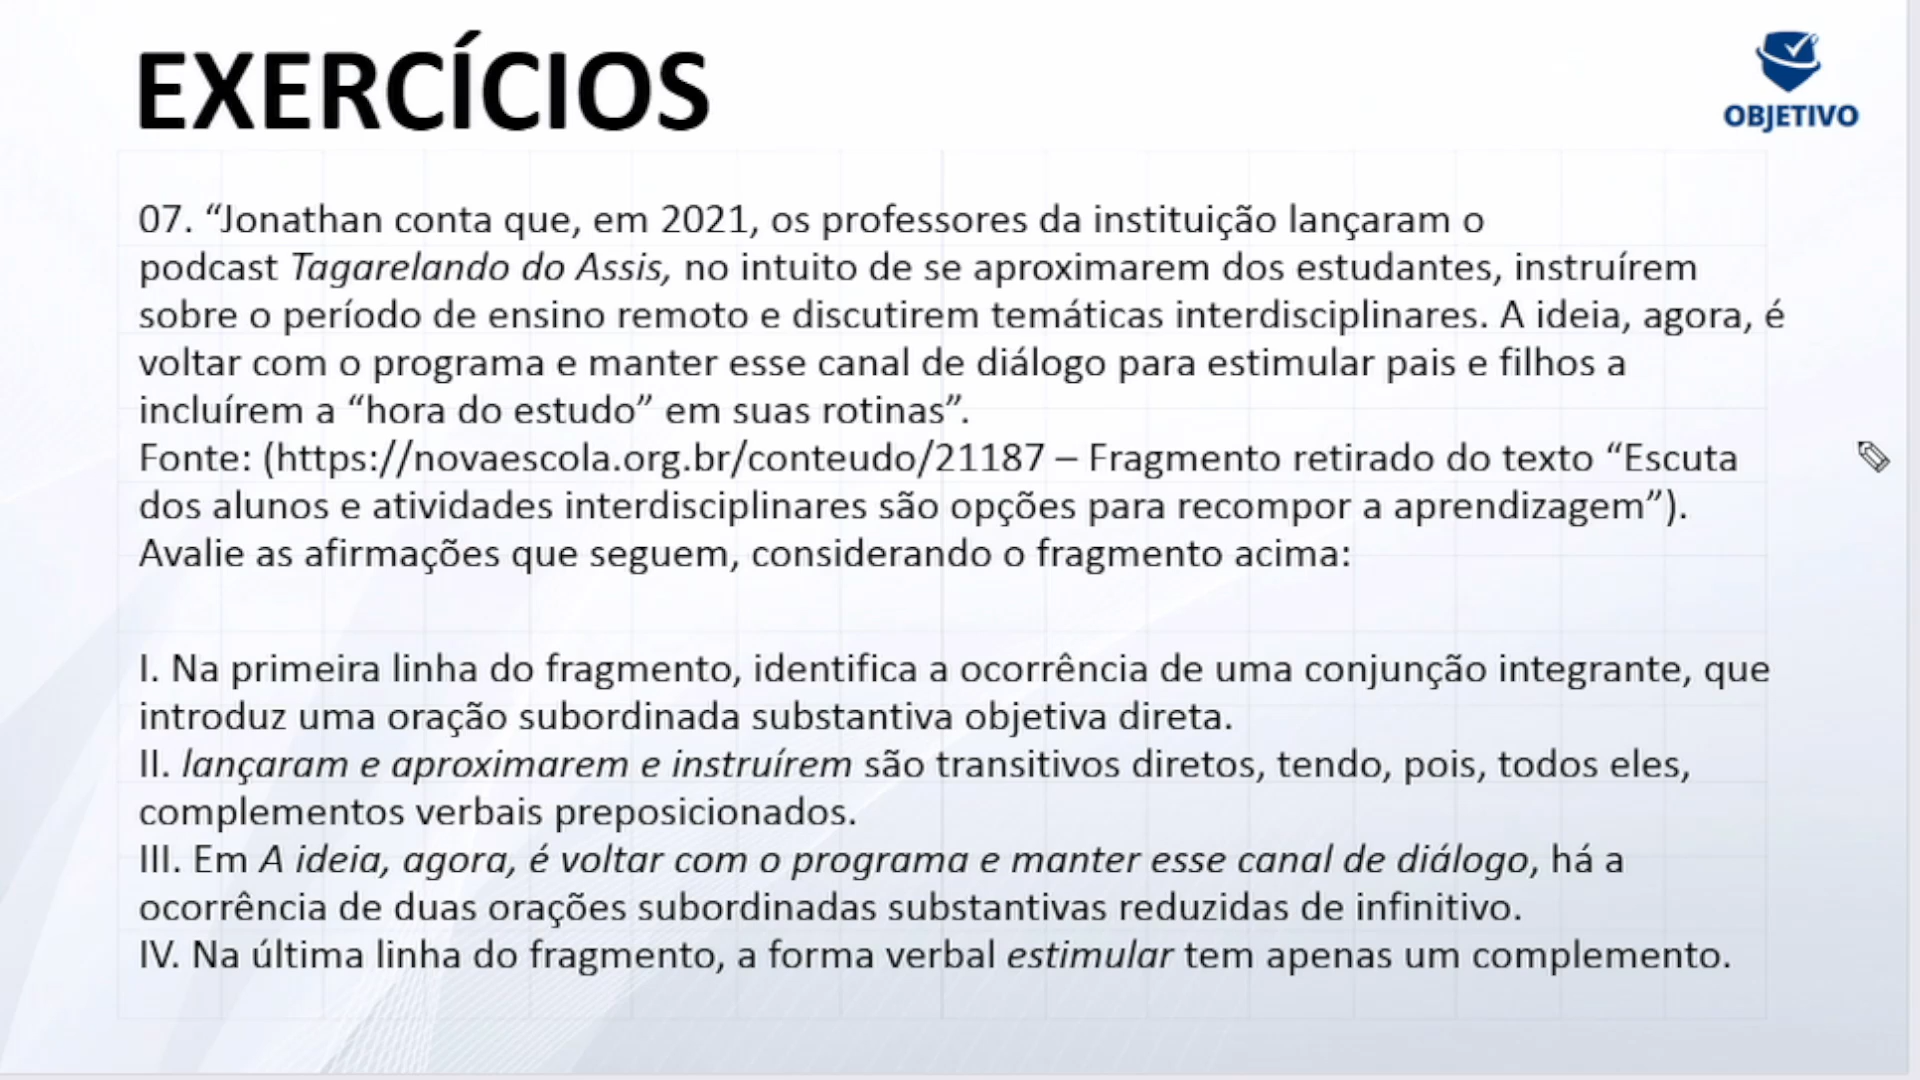 EXERCÍCIOS
OBJETIVO
07. “Jonathan conta que, em 2021, os professores da instituição lançaram o
podcast Tagarelando do Assis, no intuito de se aproximarem dos estudantes, instruírem
sobre o período de ensino remoto e discutirem temáticas interdisciplinares. A ideia, agora, é
voltar com o programa e manter esse canal de diálogo para estimular pais e filhos a
incluírem a “hora do estudo” em suas rotinas”.
Fonte: (https://novaescola.org.br/conteudo/21187 – Fragmento retirado do texto “Escuta
dos alunos e atividades interdisciplinares são opções para recompor a aprendizagem”).
Avalie as afirmações que seguem, considerando o fragmento acima:
I. Na primeira linha do fragmento, identifica a ocorrência de uma conjunção integrante, que
introduz uma oração subordinada substantiva objetiva direta.
II. lançaram e aproximarem e instruírem são transitivos diretos, tendo, pois, todos eles,
complementos verbais preposicionados.
III. Em A ideia, agora, é voltar com o programa e manter esse canal de diálogo, há a
ocorrência de duas orações subordinadas substantivas reduzidas de infinitivo.
IV. Na última linha do fragmento, a forma verbal estimular tem apenas um complemento.